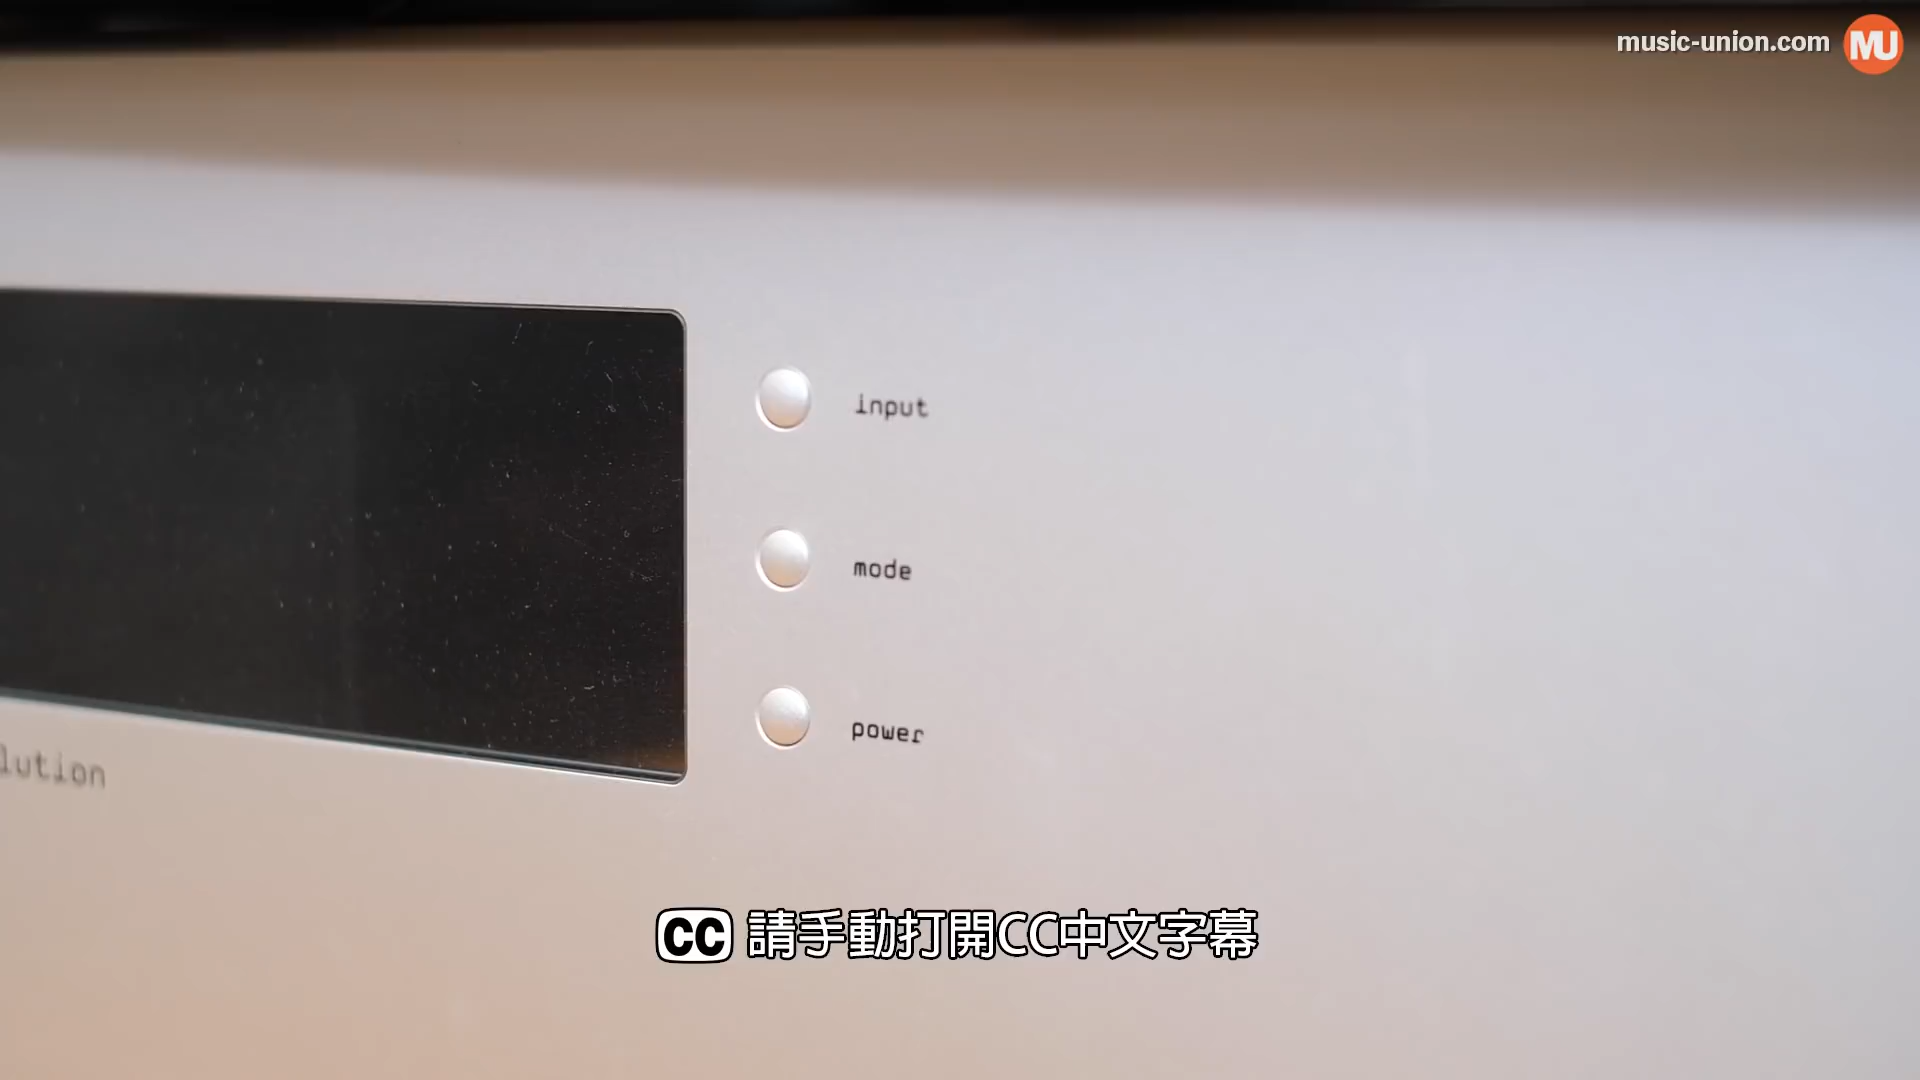 music-union.com MU
input
mode
power
lution
CC 請手動打開CC中文字幕